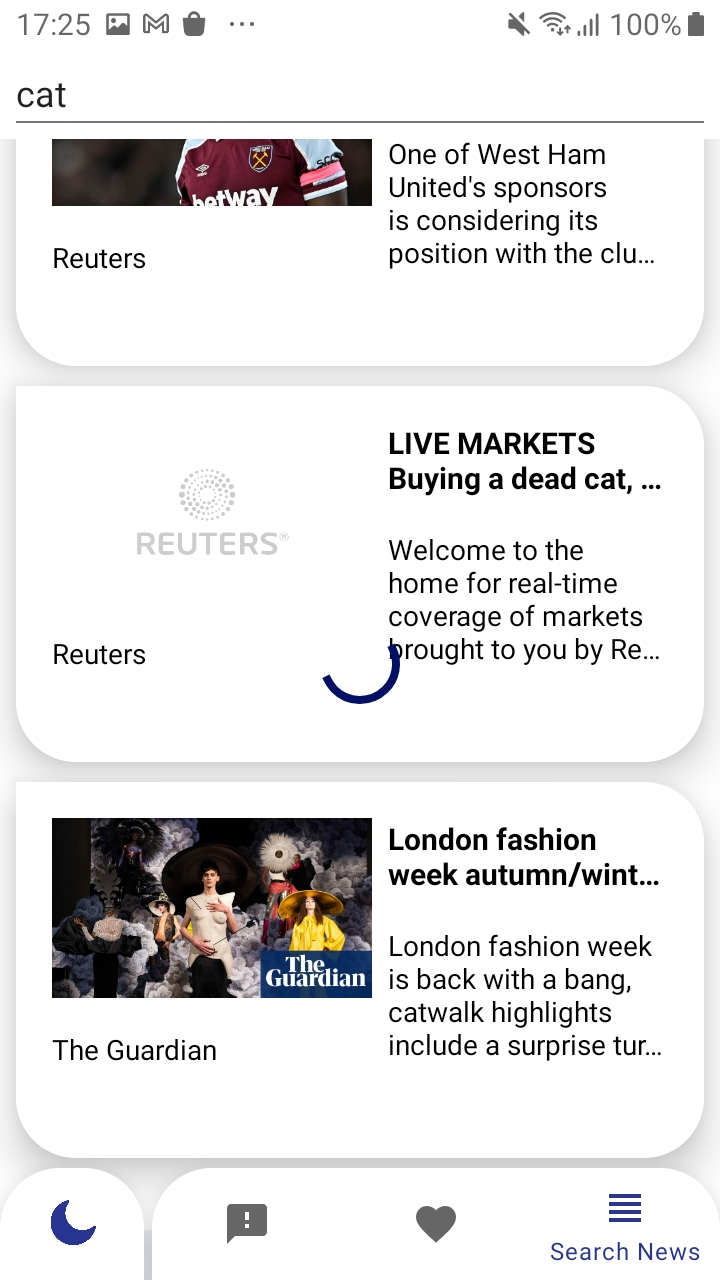 17:25
100%
cat
betway
One of West Ham
United's sponsors
is considering its
position with the clu…
Reuters
LIVE MARKETS
Buying a dead cat, …
REUTERS®
Welcome to the
home for real-time
coverage of markets
brought to you by Re…
Reuters
London fashion
week autumn/wint…
The
Guardian
London fashion week
is back with a bang,
catwalk highlights
include a surprise tur…
The Guardian
Search News